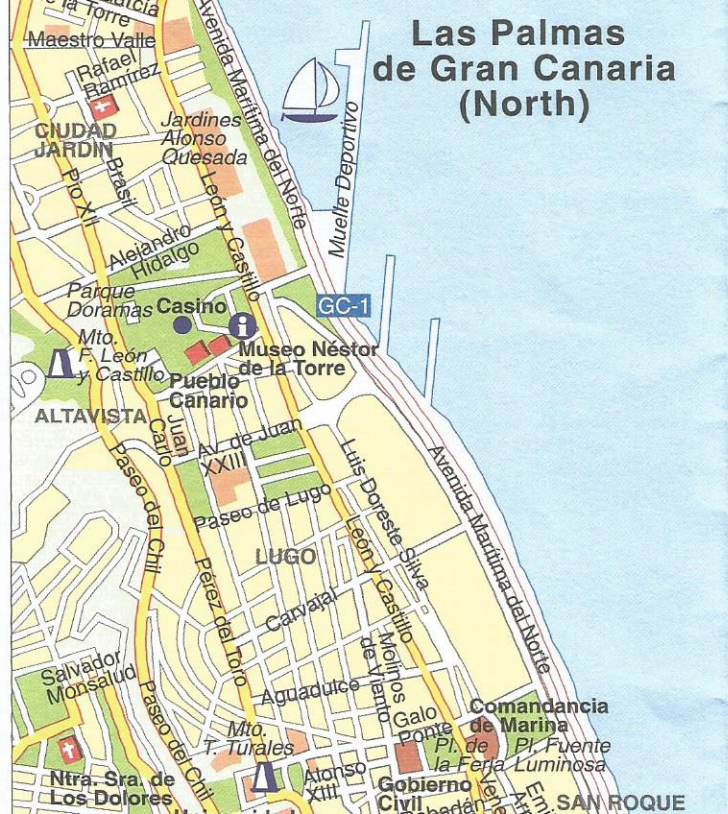 Las Palmas
de Gran Canaria
(North)
de la Torre
Maestro Valle
Rafael
Ramírez
CIUDAD
JARDÍN
Jardines
Alonso
Quesada
Avenida Marítima del Norte
Muelle Deportivo
Pío XII
Brasil
León y Castillo
Alejandro
Hidalgo
GC-1
Parque
Doramas
Casino
i
Mto.
F. León
y Castillo
Museo Néstor
de la Torre
Pueblo
Canario
ALTAVISTA
Juan
Carlo
Av. de Juan
XXIII
Paseo del Chil
Paseo de Lugo
Luis Doreste Silva
Avenida Marítima del Norte
LUGO
León y Castillo
Pérez del Toro
Carvajal
Molinos
de Viento
Salvador
Monsalud
Aguadulce
Paseo del Chil
Galo
Ponte
Comandancia
de Marina
Mto.
T. Turales
Pl. de
la Feria
Pl. Fuente
Luminosa
Ntra. Sra. de
Los Dolores
Alonso
XIII
Gobierno
Civil
SAN ROQUE